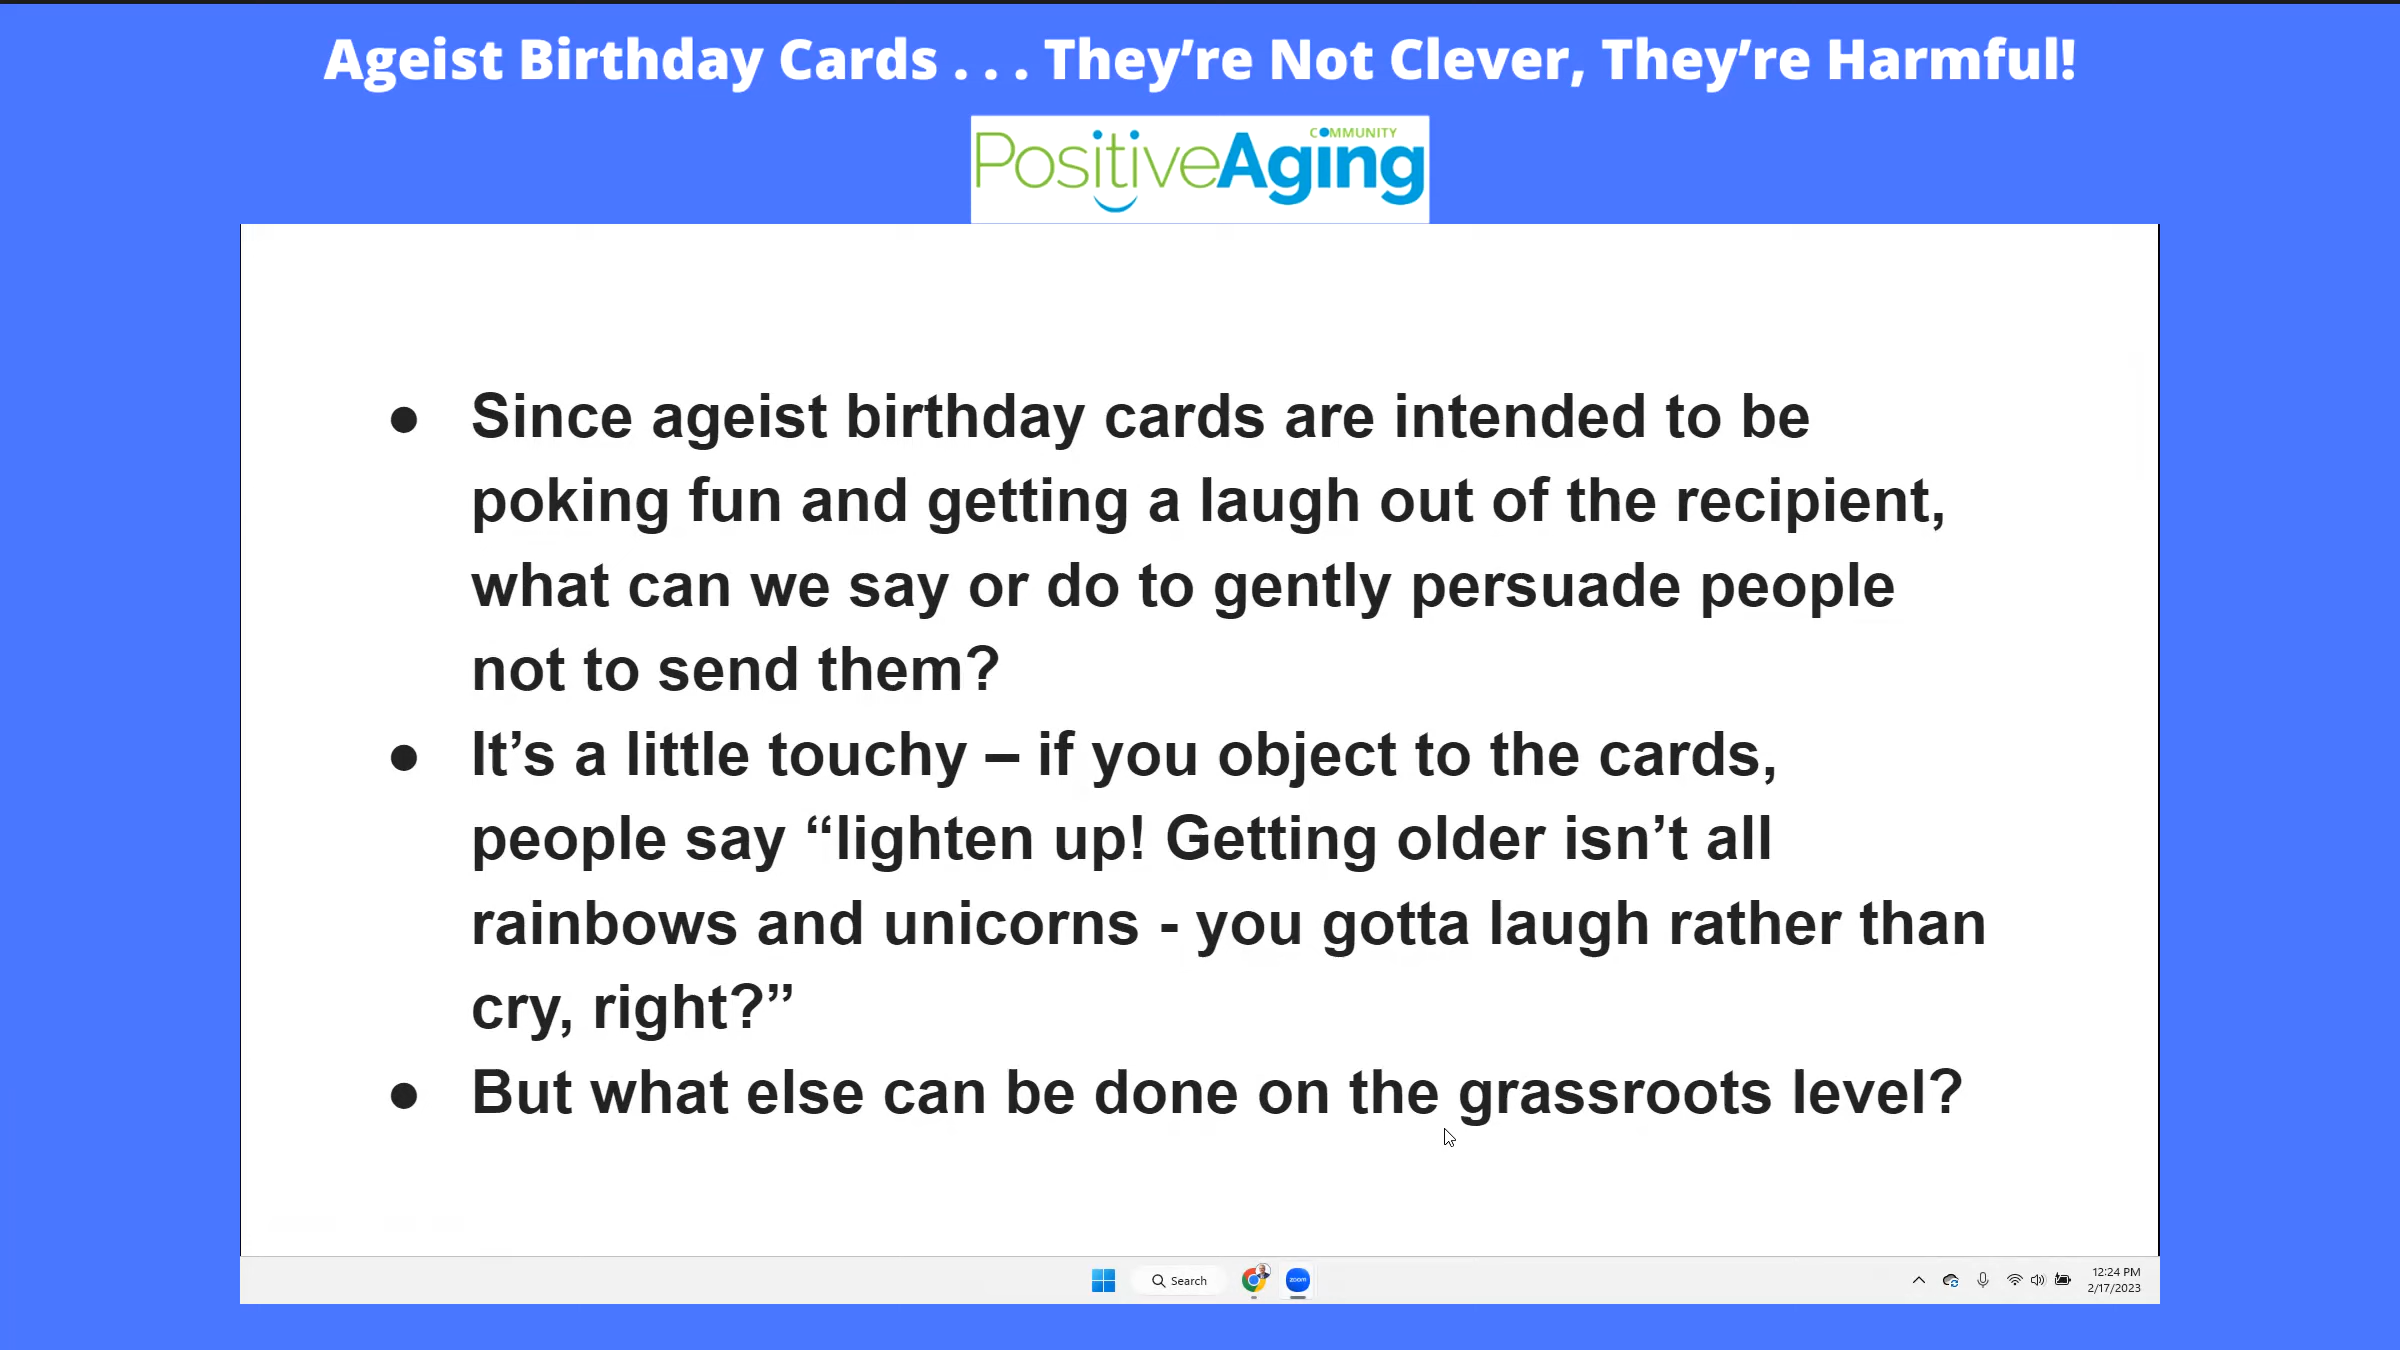 Ageist Birthday Cards . . . They’re Not Clever, They’re Harmful!
COMMUNITY
PositiveAging
● Since ageist birthday cards are intended to be
poking fun and getting a laugh out of the recipient,
what can we say or do to gently persuade people
not to send them?
● It’s a little touchy – if you object to the cards,
people say “lighten up! Getting older isn’t all
rainbows and unicorns - you gotta laugh rather than
cry, right?”
● But what else can be done on the grassroots level?
Search
zoom
12:24 PM
2/17/2023